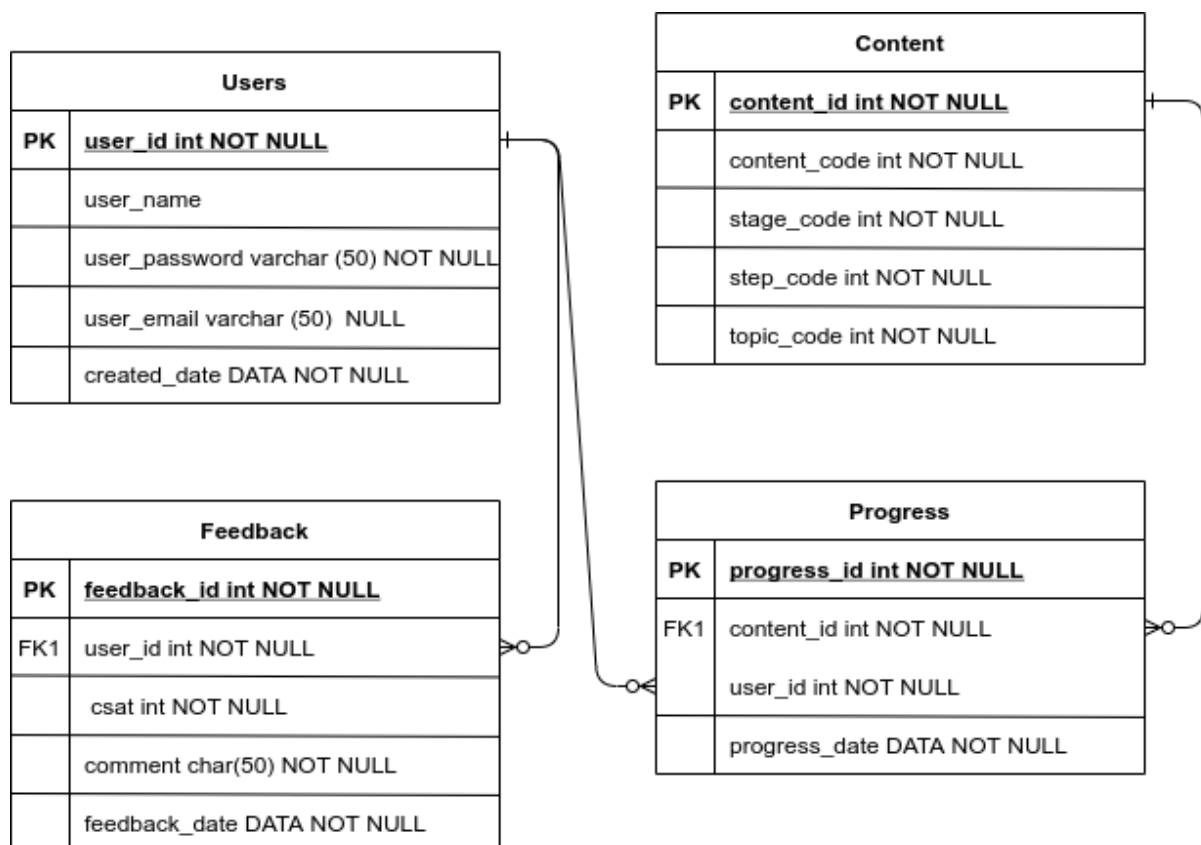 Users
PK user_id int NOT NULL
user_name
user_password varchar (50) NOT NULL
user_email varchar (50) NULL
created_date DATA NOT NULL
Content
PK content_id int NOT NULL
content_code int NOT NULL
stage_code int NOT NULL
step_code int NOT NULL
topic_code int NOT NULL
Feedback
PK feedback_id int NOT NULL
FK1 user_id int NOT NULL
csat int NOT NULL
comment char(50) NOT NULL
feedback_date DATA NOT NULL
Progress
PK progress_id int NOT NULL
FK1 content_id int NOT NULL
user_id int NOT NULL
progress_date DATA NOT NULL